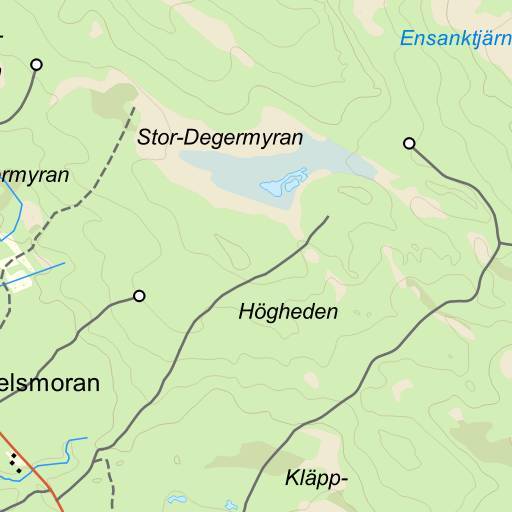 Ensanktjärn
Stor-Degermyran
ermyran
Högheden
elsmoran
Kläpp-